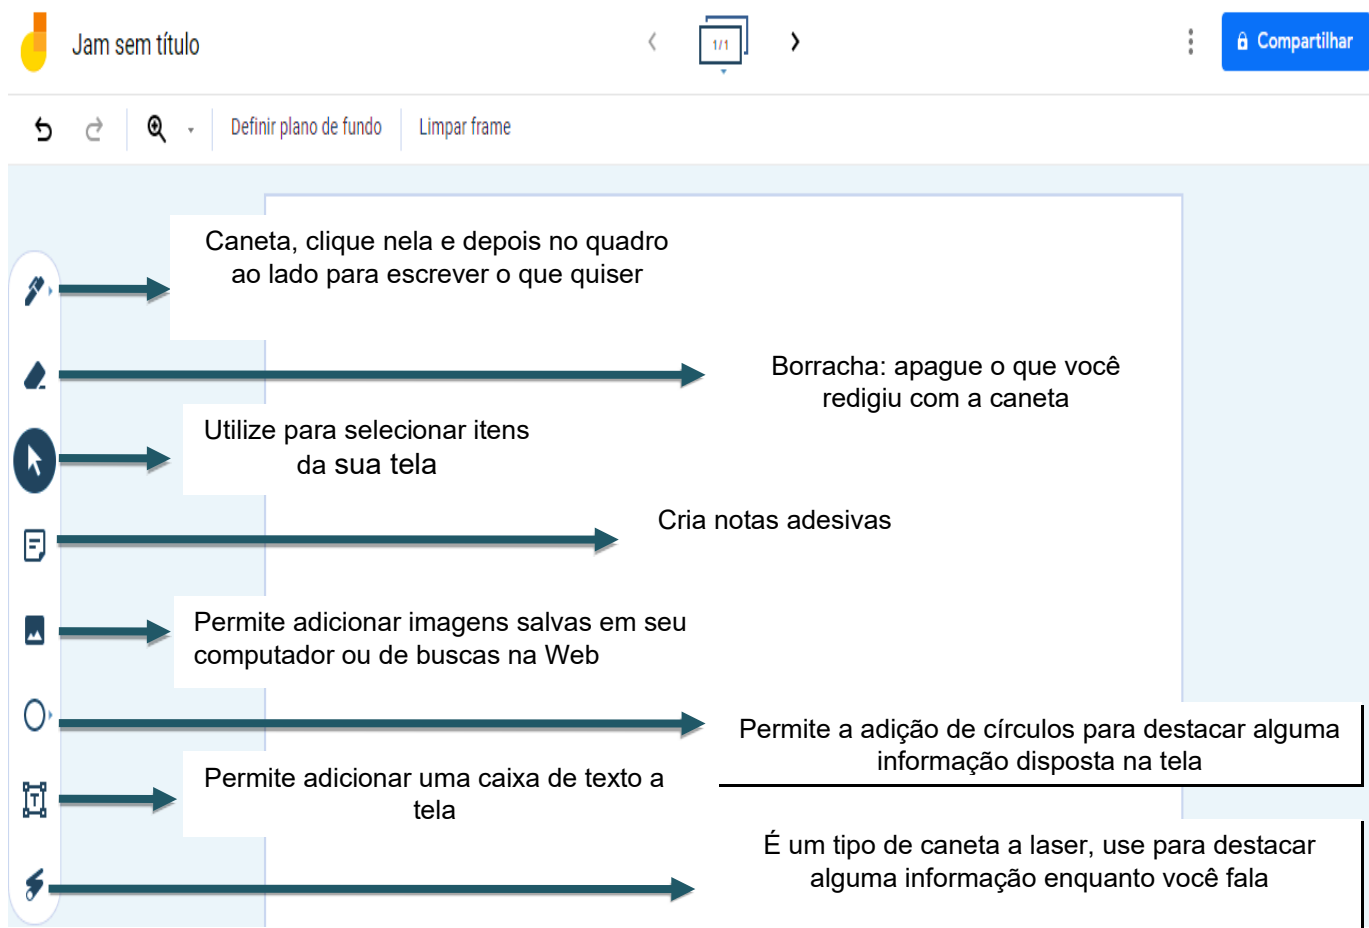 Jam sem título
1/1
Compartilhar
Definir plano de fundo
Limpar frame
Caneta, clique nela e depois no quadro
ao lado para escrever o que quiser
Borracha: apague o que você
redigiu com a caneta
Utilize para selecionar itens
da sua tela
Cria notas adesivas
Permite adicionar imagens salvas em seu
computador ou de buscas na Web
Permite a adição de círculos para destacar alguma
informação disposta na tela
Permite adicionar uma caixa de texto a
tela
É um tipo de caneta a laser, use para destacar
alguma informação enquanto você fala